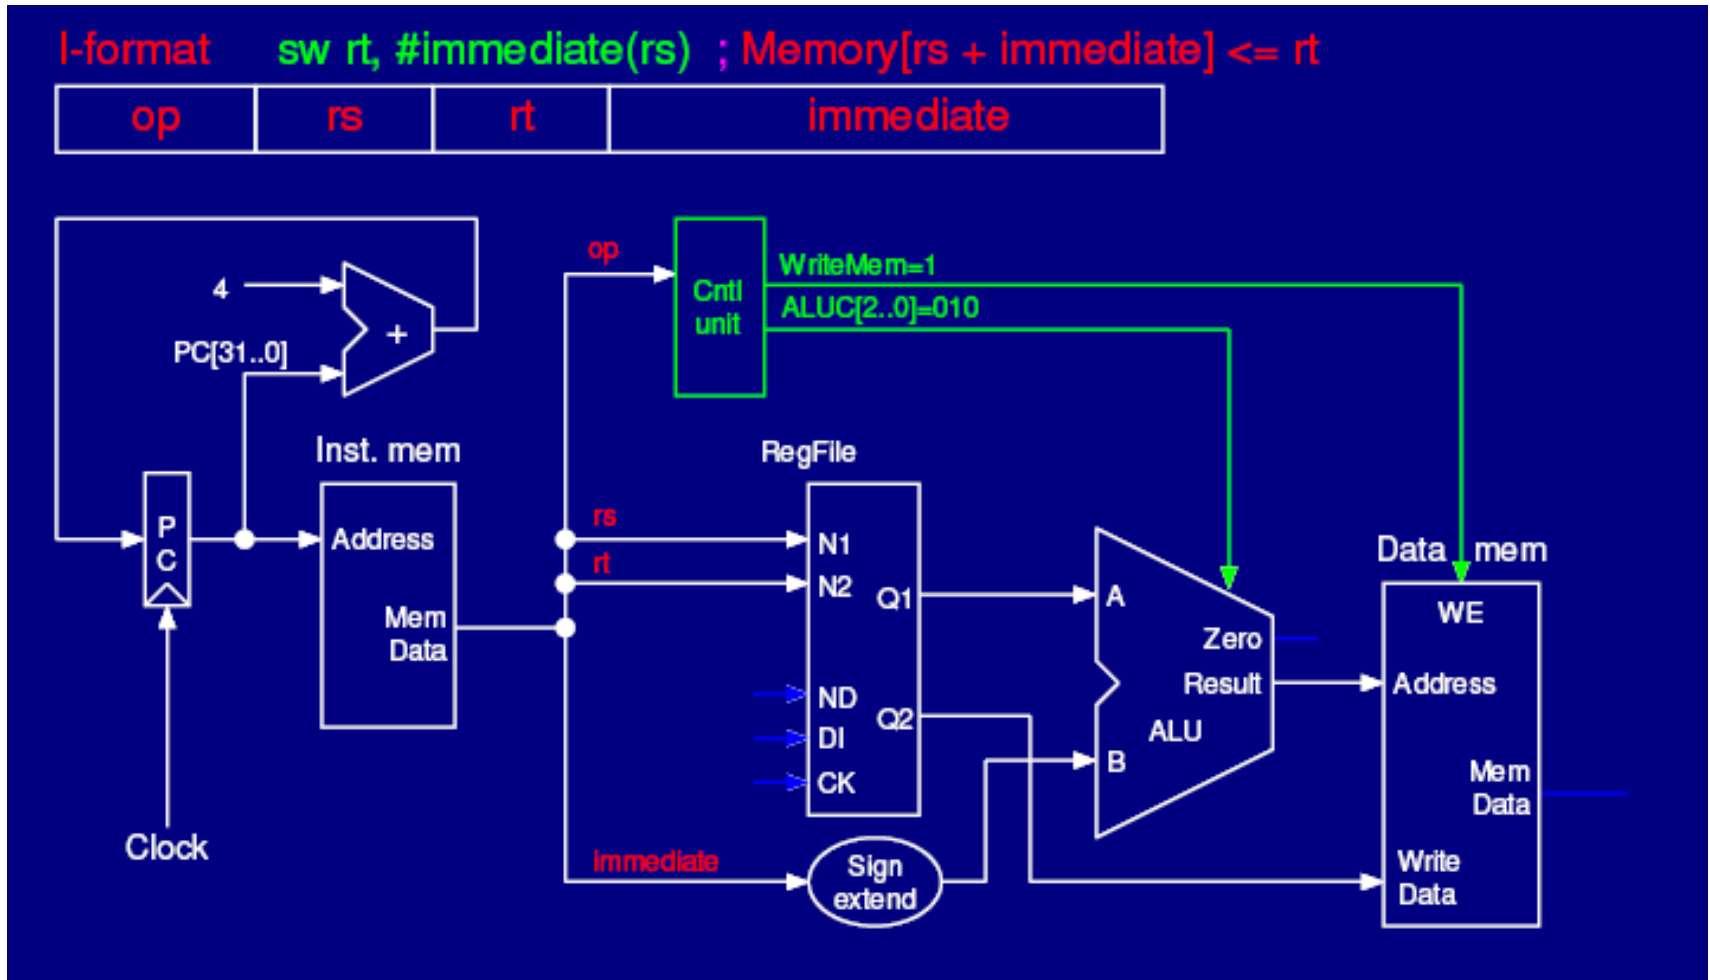 I-format sw rt, #immediate(rs) ; Memory[rs + immediate] <= rt
op rs rt immediate
op
WriteMem=1
4
Cntl
unit
ALUC[2..0]=010
+
PC[31..0]
Inst. mem
RegFile
P
C
Address
rs
N1
rt
N2
Q1
A
Data mem
WE
Mem
Data
Zero
Result
Address
ND
Q2
DI
ALU
CK
B
Mem
Data
Clock
immediate
Sign
extend
Write
Data